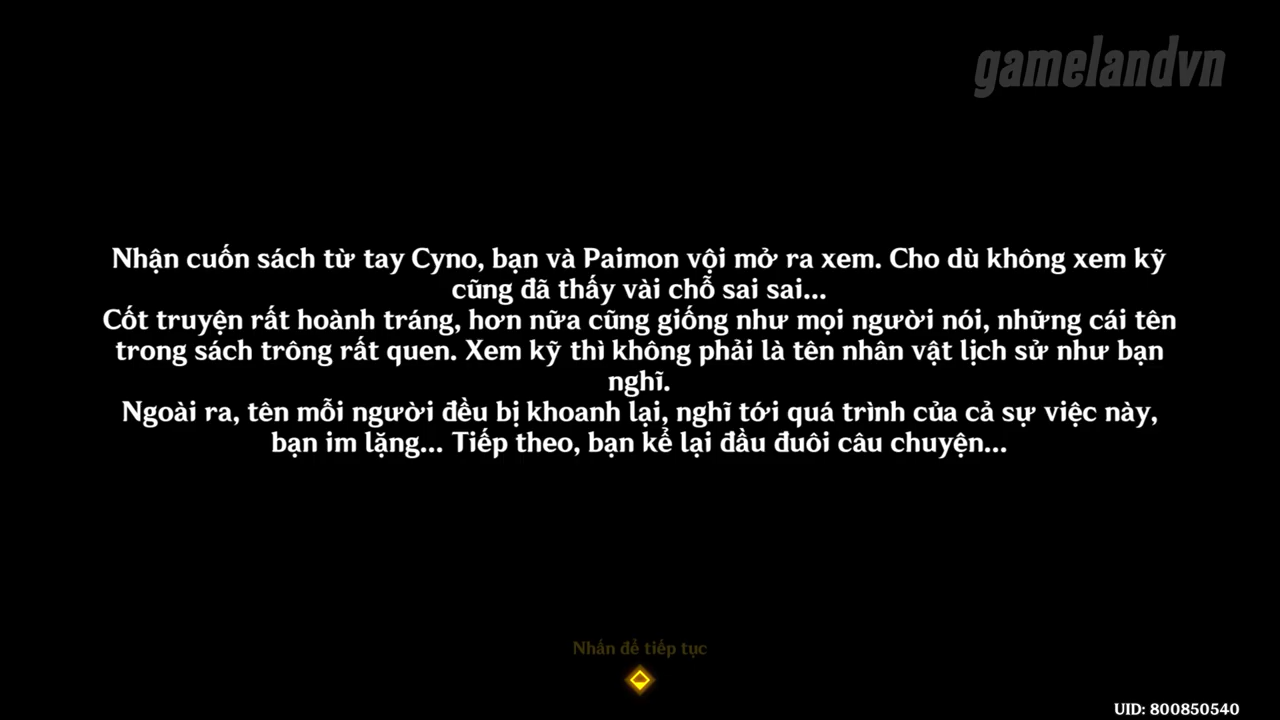 gamelandvn
Nhận cuốn sách từ tay Cyno, bạn và Paimon vội mở ra xem. Cho dù không xem kỹ
cũng đã thấy vài chỗ sai sai...
Cốt truyện rất hoành tráng, hơn nữa cũng giống như mọi người nói, những cái tên
trong sách trông rất quen. Xem kỹ thì không phải là tên nhân vật lịch sử như bạn
nghĩ.
Ngoài ra, tên mỗi người đều bị khoanh lại, nghĩ tới quá trình của cả sự việc này,
bạn im lặng... Tiếp theo, bạn kể lại đầu đuôi câu chuyện...
Nhấn để tiếp tục
UID: 800850540